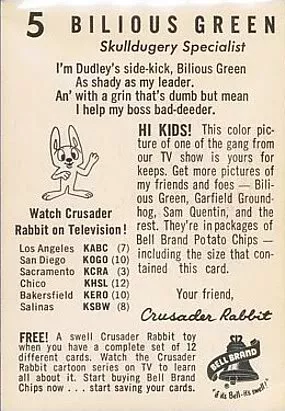 5 BILIOUS GREEN
Skulldugery Specialist
I'm Dudley's side-kick, Bilious Green
As shady as my leader.
An' with a grin that's dumb but mean
I help my boss bad-deeder.
Watch Crusader
Rabbit on Television!
Los Angeles KABC (7)
San Diego KOGO (10)
Sacramento KCRA (3)
Chico KHSL (12)
Bakersfield KERO (10)
Salinas KSBW (8)
HI KIDS! This color pic-
ture of one of the gang from
our TV show is yours for
keeps. Get more pictures of
my friends and foes — Bili-
ous Green, Garfield Ground-
hog, Sam Quentin, and the
rest. They're in packages of
Bell Brand Potato Chips —
including the size that con-
tained this card.
Your friend,
Crusader Rabbit
FREE! A swell Crusader Rabbit toy
when you have a complete set of 12
different cards. Watch the Crusader
Rabbit cartoon series on TV to learn
all about it. Start buying Bell Brand
Chips now . . . start saving your cards.
BELL BRAND
"if it's Bell-it's swell!"